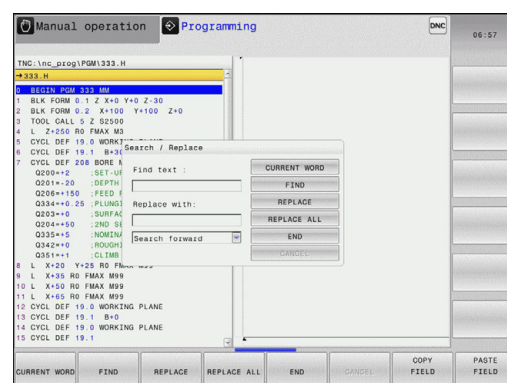 Manual operation
Programming
DNC
06:57
TNC:\nc_prog\PGM\333.H
→333.H
0 BEGIN PGM 333 MM
1 BLK FORM 0.1 Z X+0 Y+0 Z-30
2 BLK FORM 0.2 X+100 Y+100 Z+0
3 TOOL CALL 5 Z S2500
4 L Z+250 R0 FMAX M3
5 CYCL DEF 19.0 WORKING PLANE
6 CYCL DEF 19.1 B+30
7 CYCL DEF 208 BORE
Q200=+2 ;SET-UP
Q201=-20 ;DEPTH
Q206=+150 ;FEED
Q334=+0.25 ;PLUNG
Q203=+0 ;SURFAC
Q204=+50 ;2ND
Q335=+5 ;NOMINA
Q342=+0 ;ROUGH
Q351=+1 ;CLIMB
8 L X+20 Y+25 R0 FMAX M99
9 L X+35 R0 FMAX M99
10 L X+50 R0 FMAX M99
11 L X+65 R0 FMAX M99
12 CYCL DEF 19.0 WORKING PLANE
13 CYCL DEF 19.1 B+0
14 CYCL DEF 19.0 WORKING PLANE
15 CYCL DEF 19.1
Search / Replace
Find text :
Replace with:
Search forward
CURRENT WORD
FIND
REPLACE
REPLACE ALL
END
CANCEL
CURRENT WORD
FIND
REPLACE
REPLACE ALL
END
CANCEL
COPY FIELD
PASTE FIELD